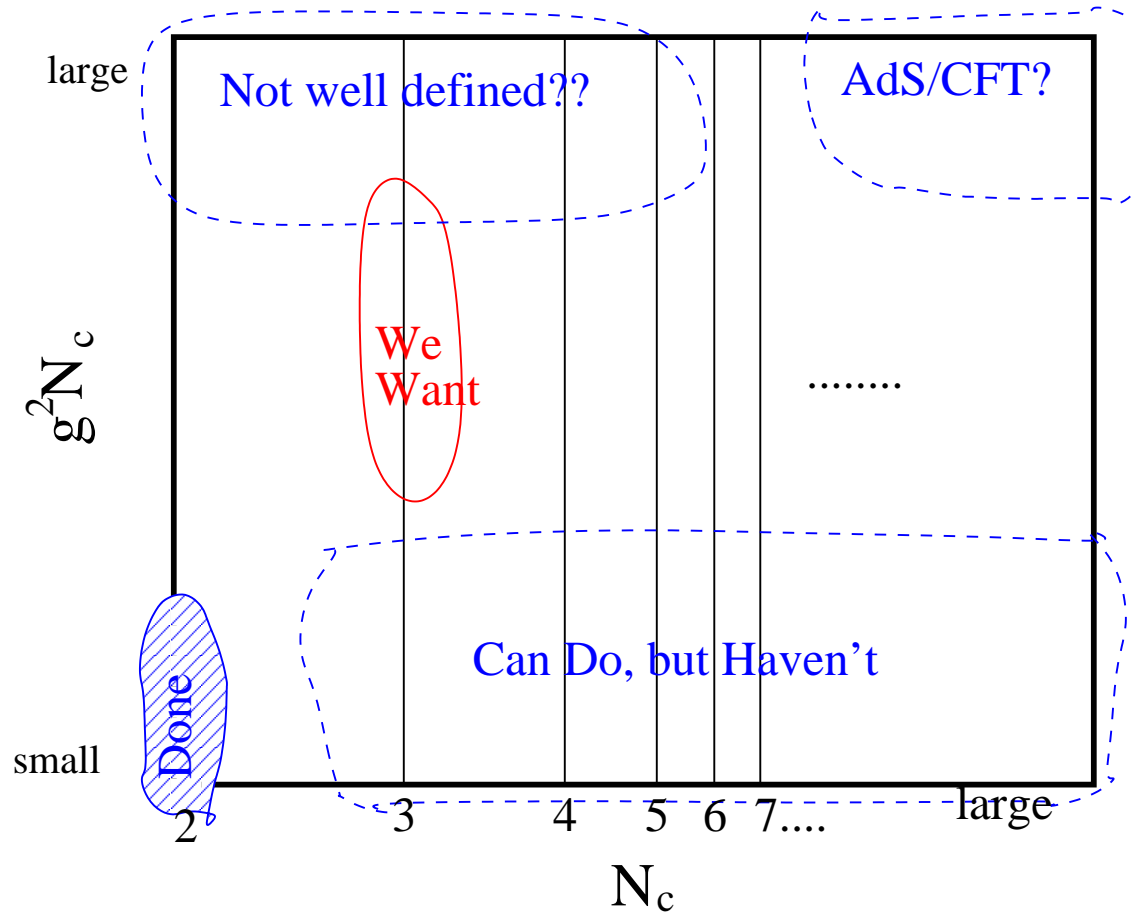 large
Not well defined??
AdS/CFT?
We
Want
g²N_c
........
Can Do, but Haven't
Done
small
2
3
4
5
6
7....
large
N_c